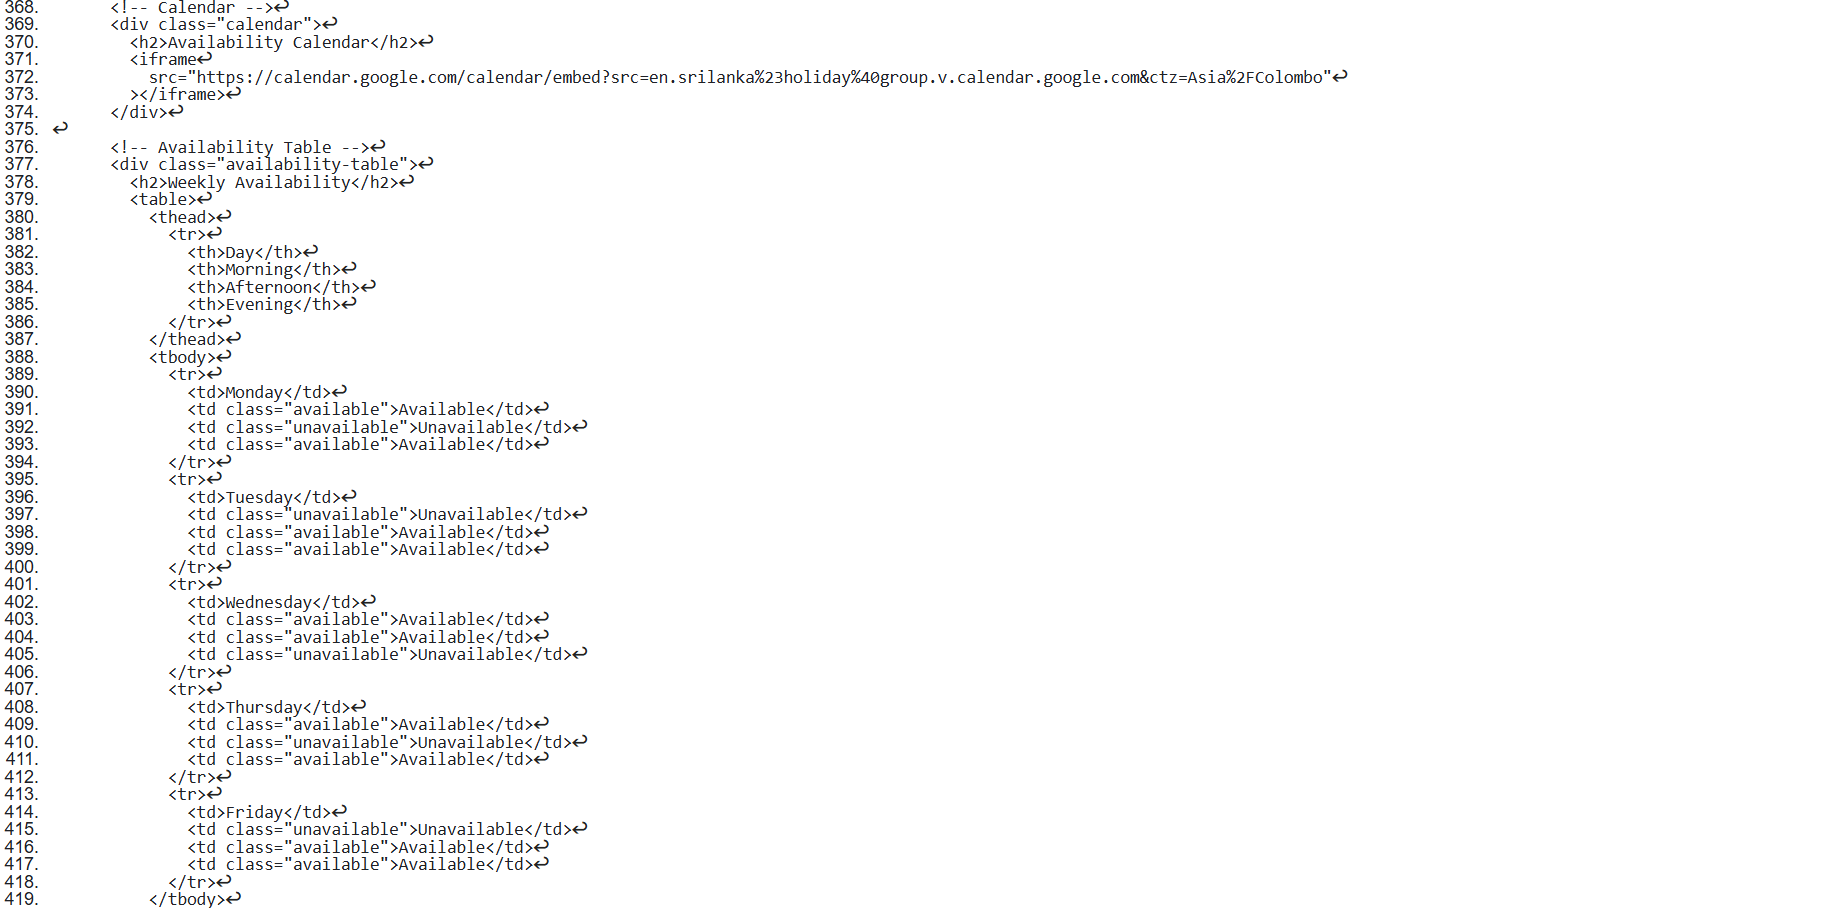 368. <!-- Calendar -->↩
369. <div class="calendar">↩
370. <h2>Availability Calendar</h2>↩
371. <iframe↩
372. src="https://calendar.google.com/calendar/embed?src=en.srilanka%23holiday%40group.v.calendar.google.com&ctz=Asia%2FColombo"↩
373. ></iframe>↩
374. </div>↩
375. ↩
376. <!-- Availability Table -->↩
377. <div class="availability-table">↩
378. <h2>Weekly Availability</h2>↩
379. <table>↩
380. <thead>↩
381. <tr>↩
382. <th>Day</th>↩
383. <th>Morning</th>↩
384. <th>Afternoon</th>↩
385. <th>Evening</th>↩
386. </tr>↩
387. </thead>↩
388. <tbody>↩
389. <tr>↩
390. <td>Monday</td>↩
391. <td class="available">Available</td>↩
392. <td class="unavailable">Unavailable</td>↩
393. <td class="available">Available</td>↩
394. </tr>↩
395. <tr>↩
396. <td>Tuesday</td>↩
397. <td class="unavailable">Unavailable</td>↩
398. <td class="available">Available</td>↩
399. <td class="available">Available</td>↩
400. </tr>↩
401. <tr>↩
402. <td>Wednesday</td>↩
403. <td class="available">Available</td>↩
404. <td class="available">Available</td>↩
405. <td class="unavailable">Unavailable</td>↩
406. </tr>↩
407. <tr>↩
408. <td>Thursday</td>↩
409. <td class="available">Available</td>↩
410. <td class="unavailable">Unavailable</td>↩
411. <td class="available">Available</td>↩
412. </tr>↩
413. <tr>↩
414. <td>Friday</td>↩
415. <td class="unavailable">Unavailable</td>↩
416. <td class="available">Available</td>↩
417. <td class="available">Available</td>↩
418. </tr>↩
419. </tbody>↩